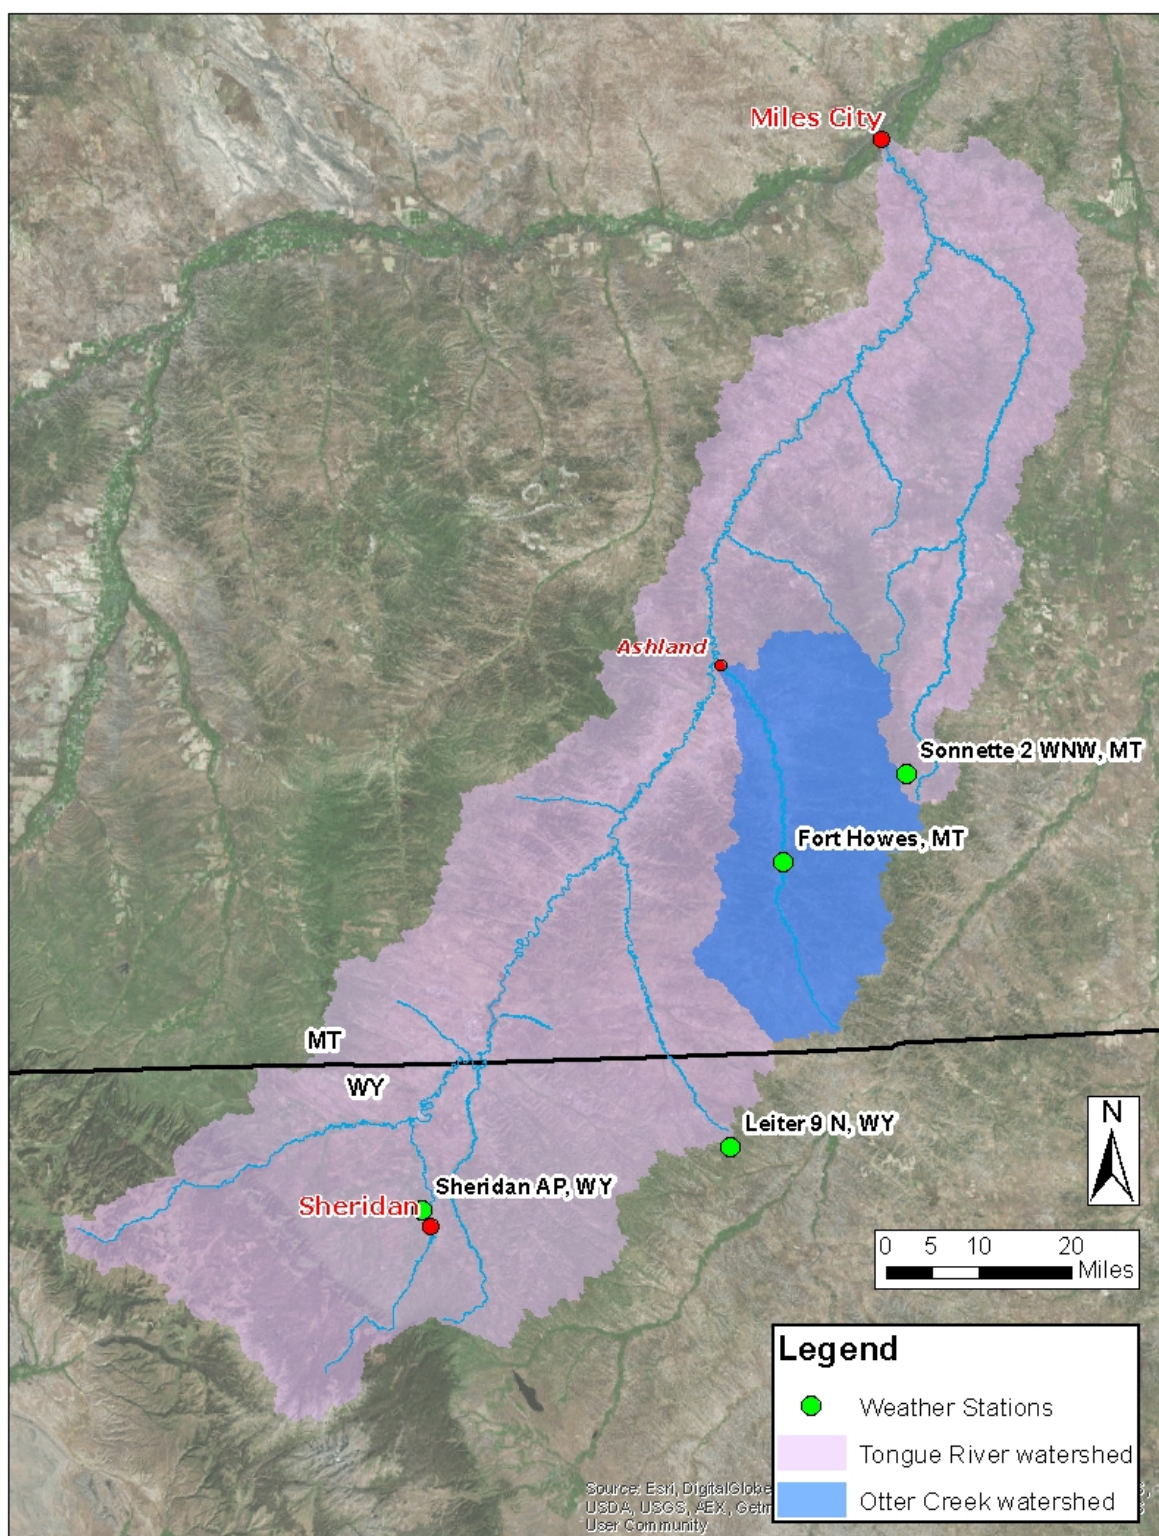 Miles City
Ashland
Sonnette 2 WNW, MT
Fort Howes, MT
MT
WY
Leiter 9 N, WY
Sheridan AP, WY
Sheridan
N
0 5 10 20
Miles
Legend
Weather Stations
Tongue River watershed
Otter Creek watershed
Source: Esri, DigitalGlobe
USDA, USGS, AEX, Getm
User Community